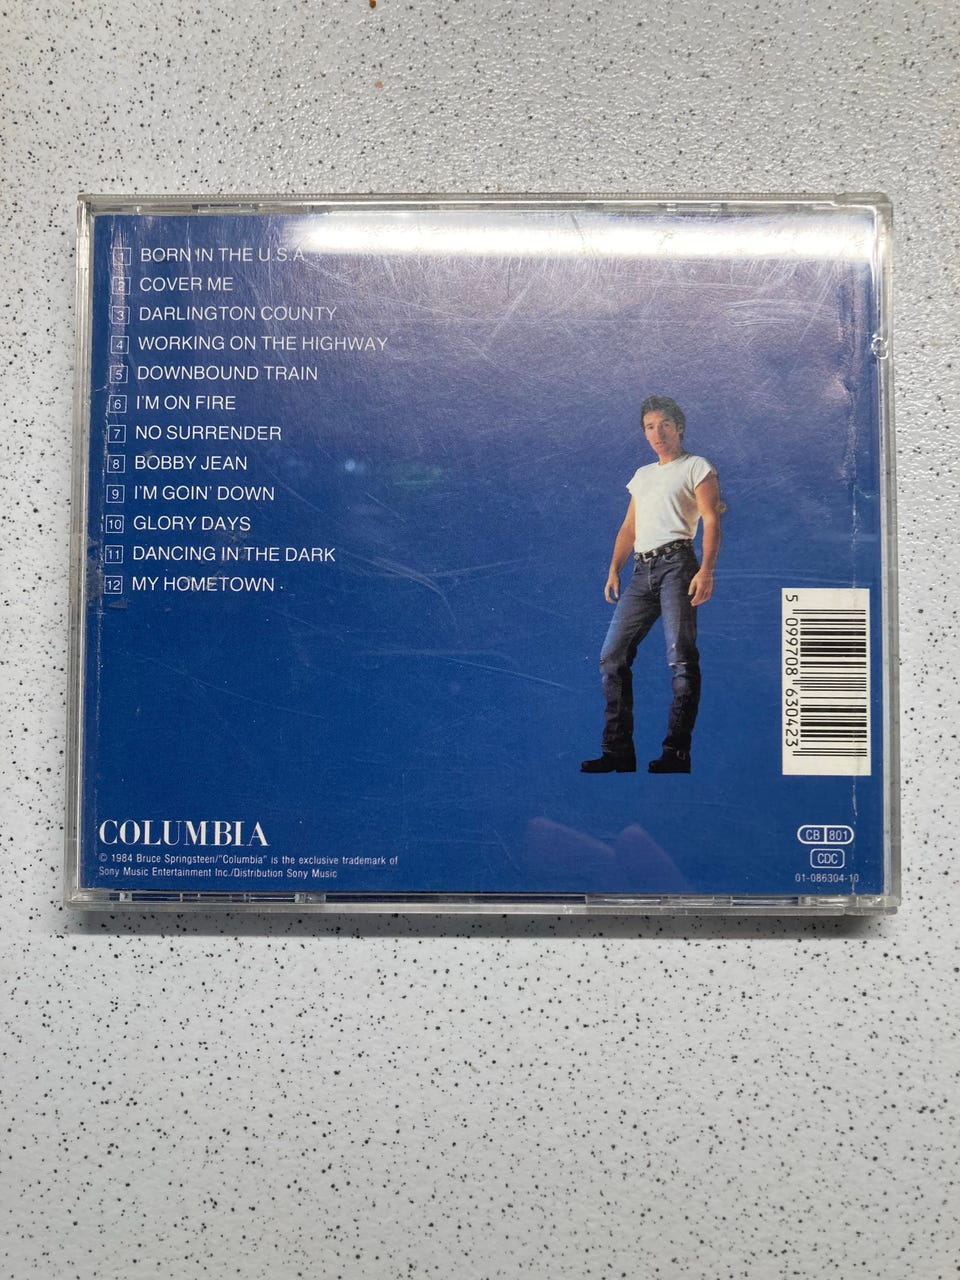 1 BORN IN THE U.S.A.
2 COVER ME
3 DARLINGTON COUNTY
4 WORKING ON THE HIGHWAY
5 DOWNBOUND TRAIN
6 I'M ON FIRE
7 NO SURRENDER
8 BOBBY JEAN
9 I'M GOIN' DOWN
10 GLORY DAYS
11 DANCING IN THE DARK
12 MY HOMETOWN
5 099708 630423
COLUMBIA
© 1984 Bruce Springsteen/"Columbia" is the exclusive trademark of
Sony Music Entertainment Inc./Distribution Sony Music
CB 801
CDC
01-086304-10